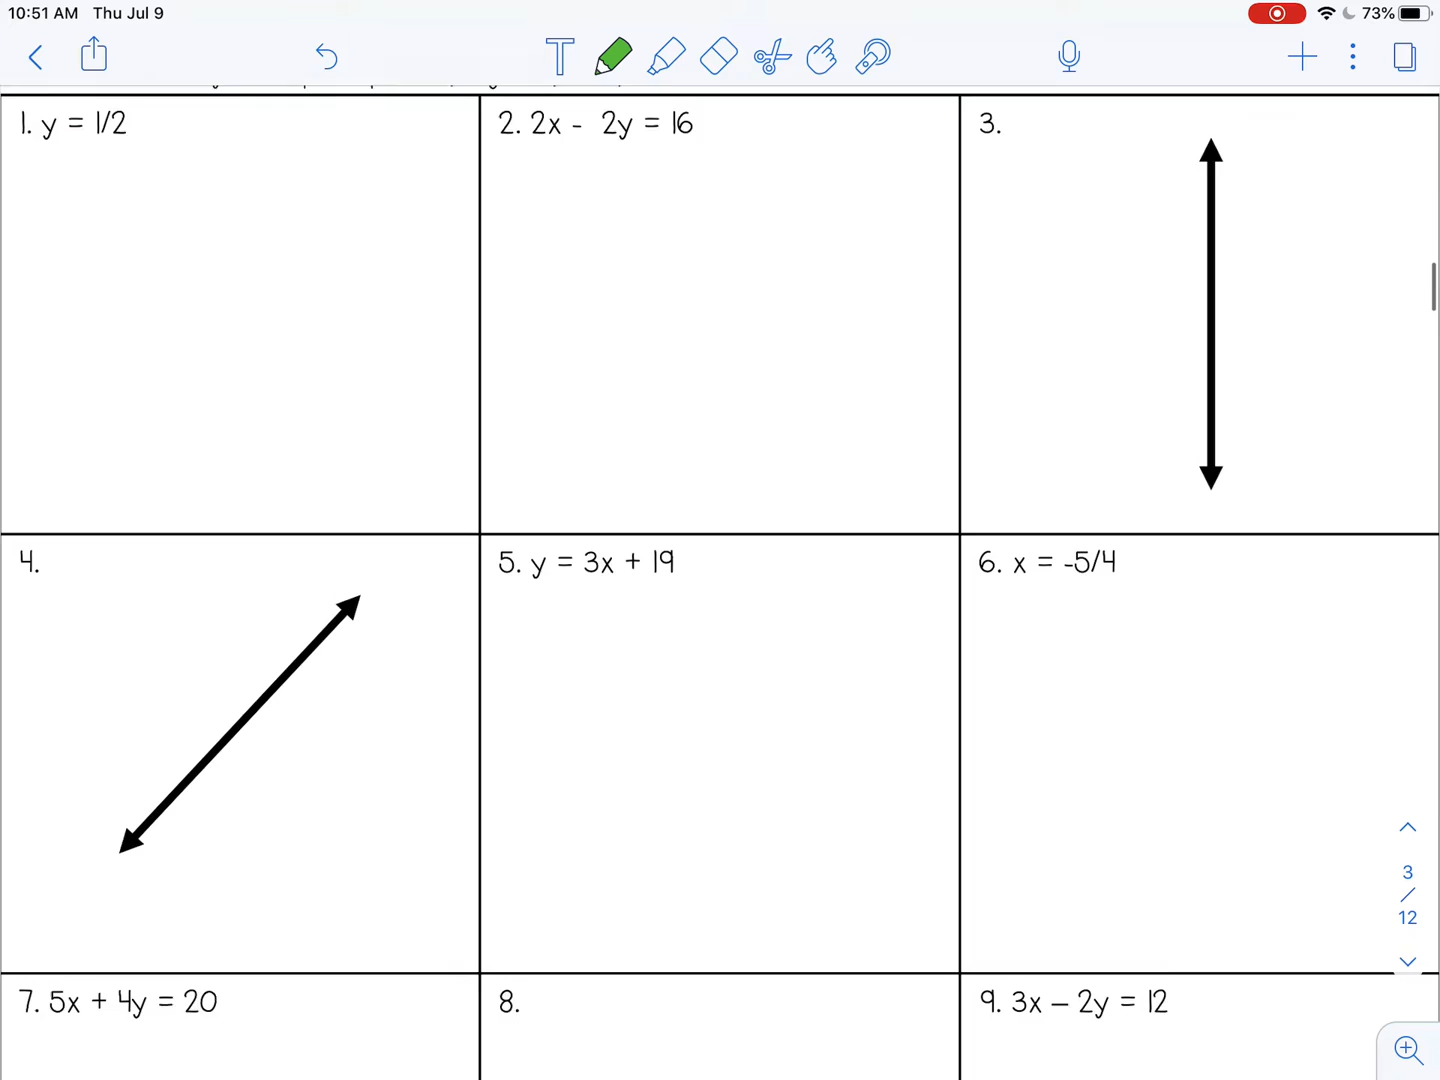 10:51 AM Thu Jul 9
73%
T
1. y = 1/2
2. 2x - 2y = 16
3.
4.
5. y = 3x + 19
6. x = -5/4
3
/
12
7. 5x + 4y = 20
8.
9. 3x – 2y = 12